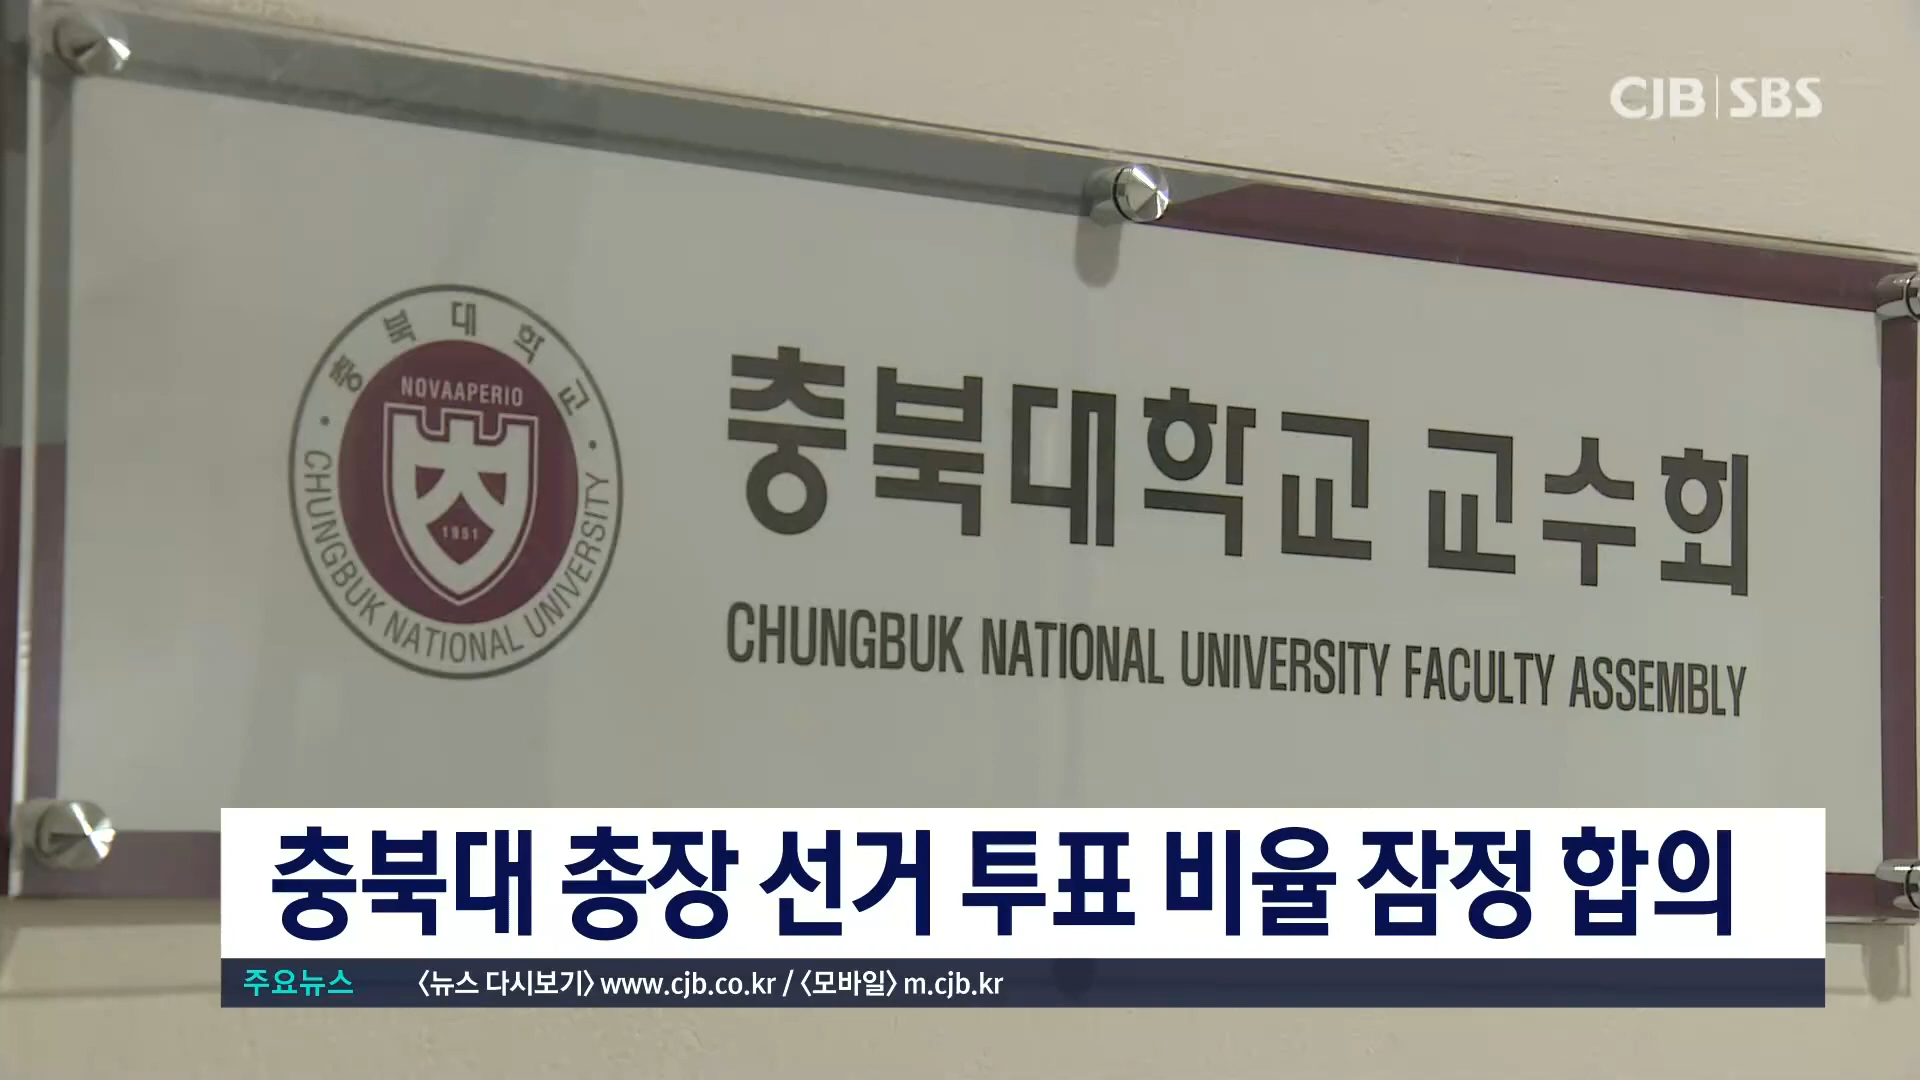 CJB SBS
충북대학교
NOVAAPERIO
1951
CHUNGBUK NATIONAL UNIVERSITY
충북대학교 교수회
CHUNGBUK NATIONAL UNIVERSITY FACULTY ASSEMBLY
충북대 총장 선거 투표 비율 잠정 합의
주요뉴스 〈뉴스 다시보기〉 www.cjb.co.kr / 〈모바일〉 m.cjb.kr